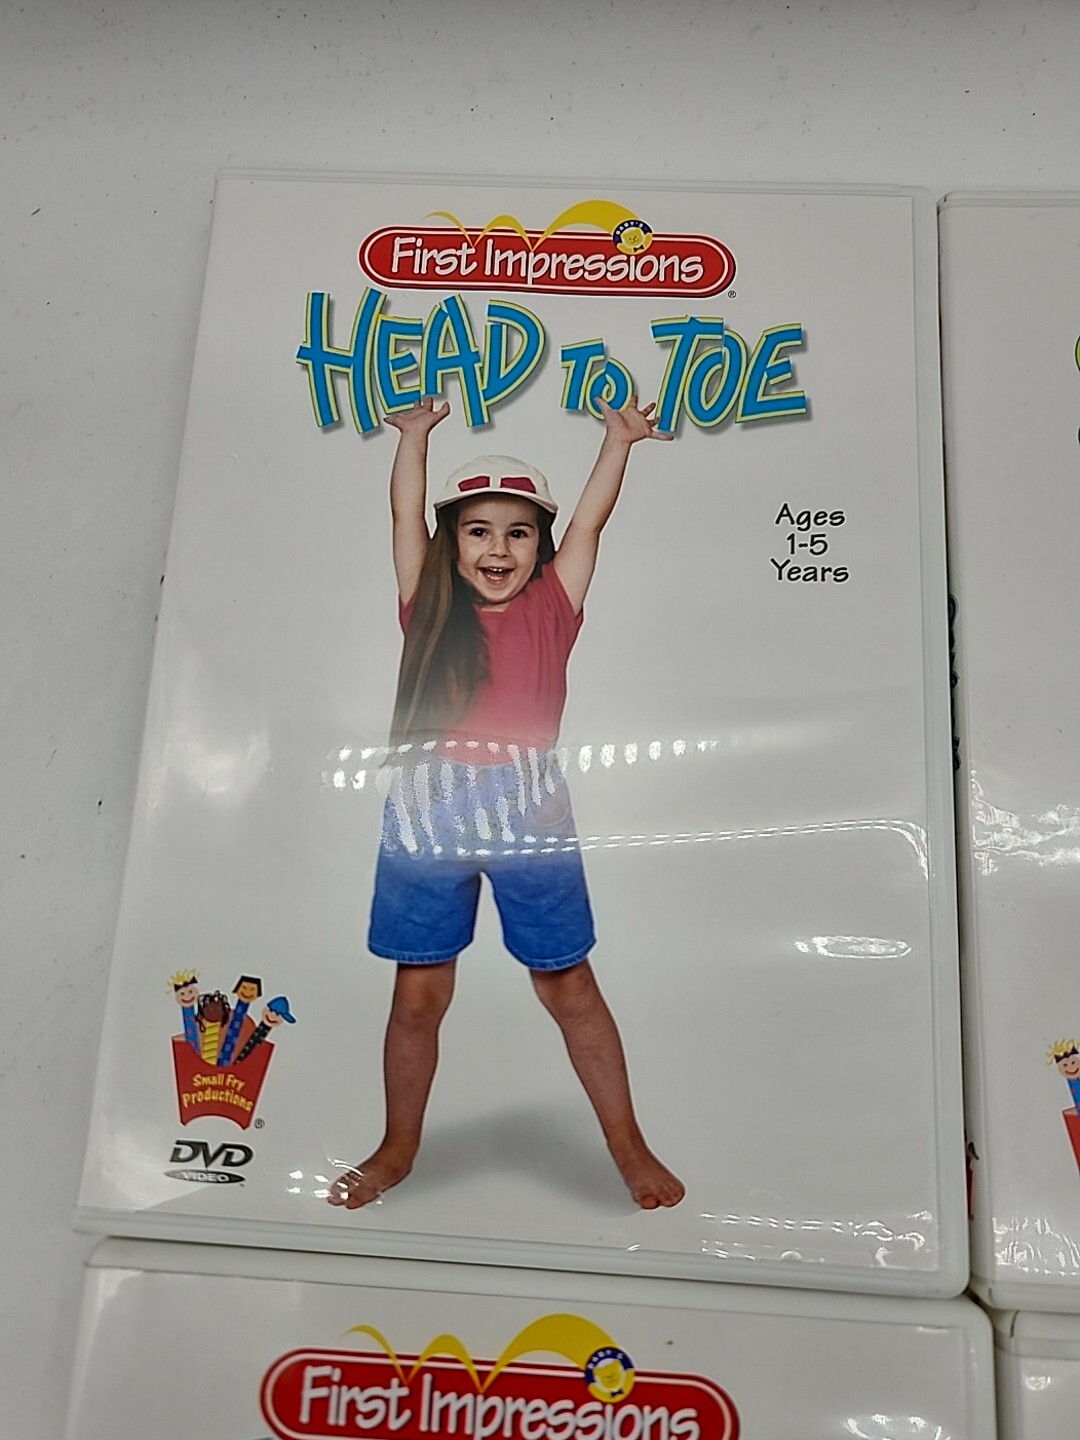 First Impressions
®
HEAD TO TOE
Ages
1-5
Years
Small Fry
Productions
®
DVD
VIDEO
First Impressions